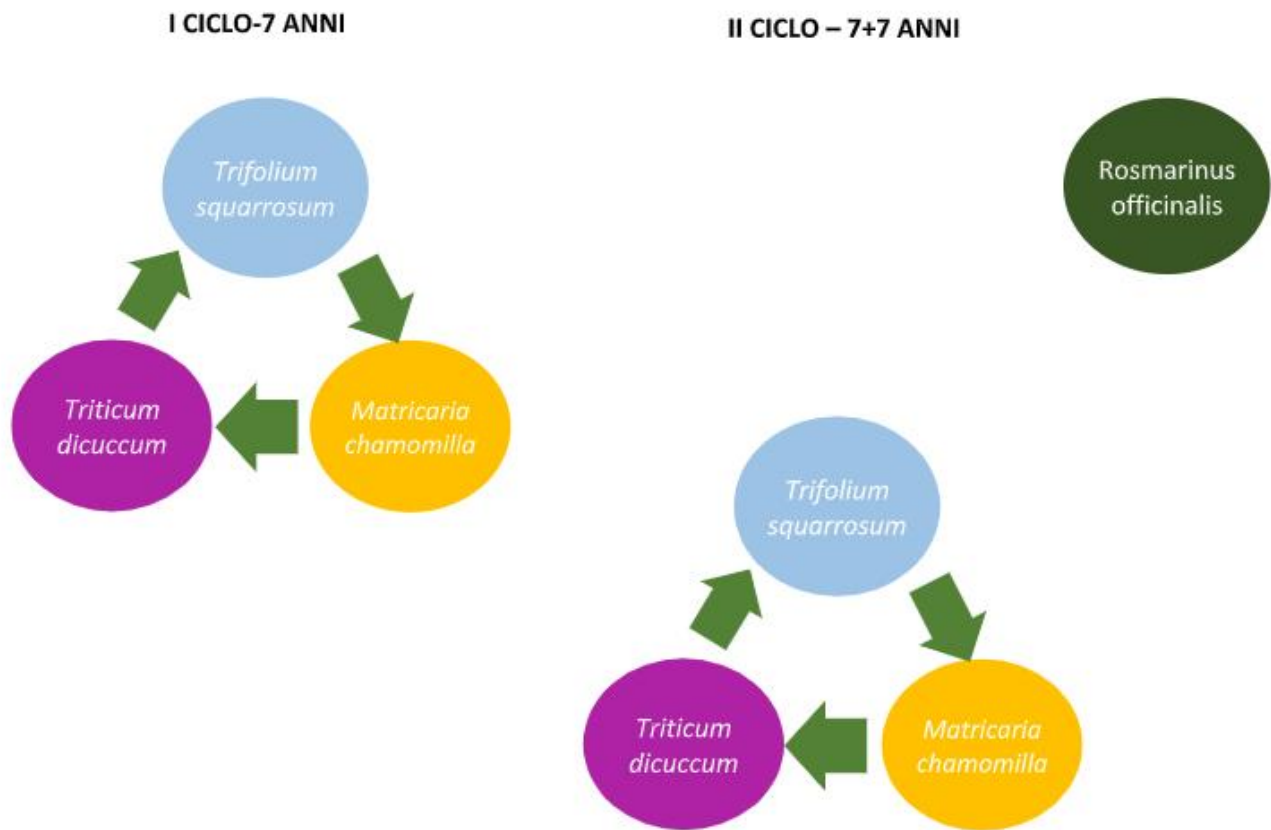 I CICLO-7 ANNI
II CICLO – 7+7 ANNI
Trifolium
squarrosum
Rosmarinus
officinalis
Triticum
dicuccum
Matricaria
chamomilla
Trifolium
squarrosum
Triticum
dicuccum
Matricaria
chamomilla